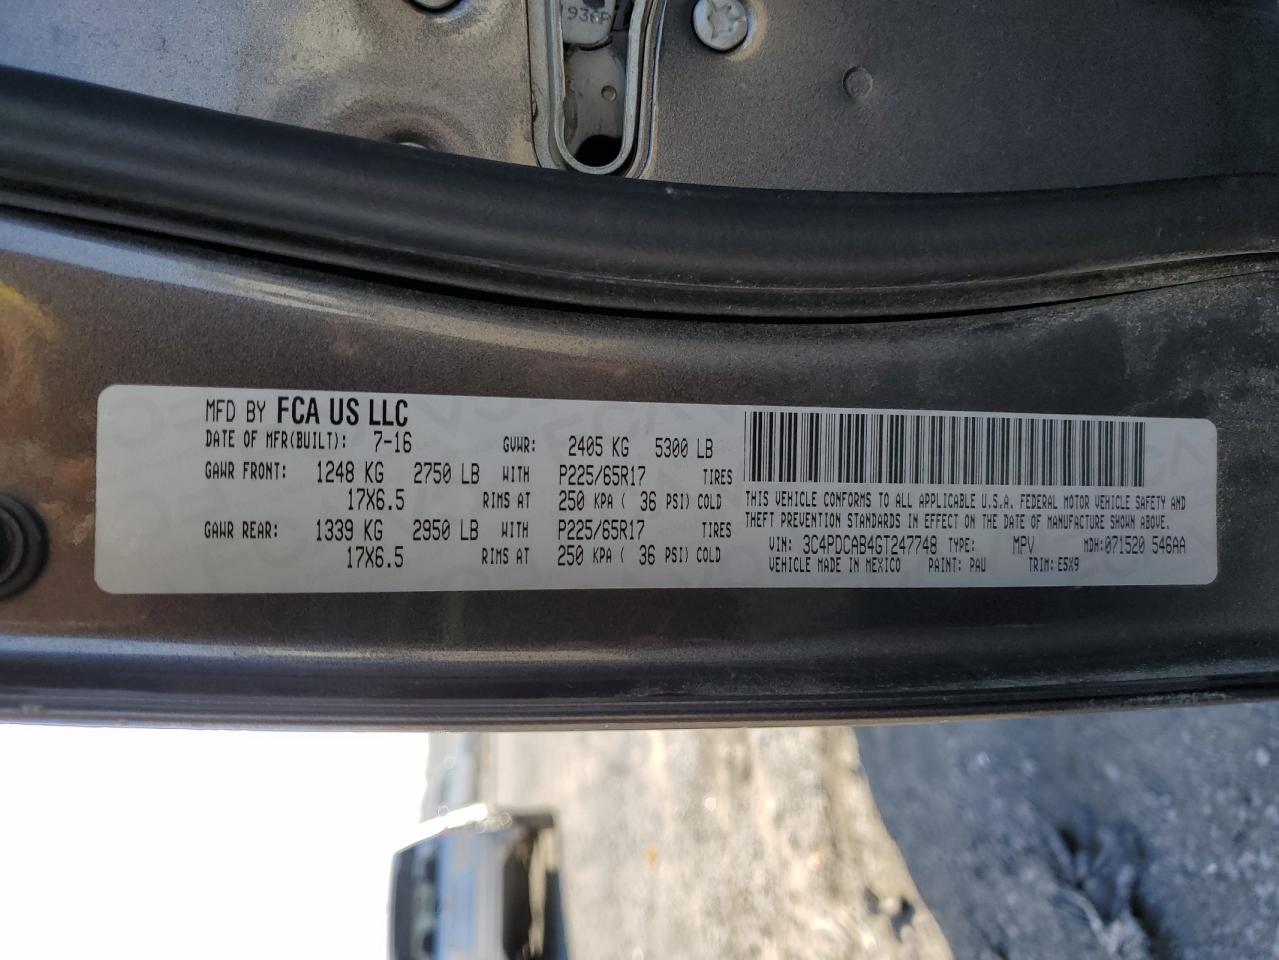 MFD BY FCA US LLC
DATE OF MFR(BUILT): 7-16 GVWR: 2405 KG 5300 LB
GAWR FRONT: 1248 KG 2750 LB WITH P225/65R17 TIRES
17X6.5 RIMS AT 250 KPA ( 36 PSI) COLD
GAWR REAR: 1339 KG 2950 LB WITH P225/65R17 TIRES
17X6.5 RIMS AT 250 KPA ( 36 PSI) COLD
THIS VEHICLE CONFORMS TO ALL APPLICABLE U.S.A. FEDERAL MOTOR VEHICLE SAFETY AND
THEFT PREVENTION STANDARDS IN EFFECT ON THE DATE OF MANUFACTURE SHOWN ABOVE.
VIN: 3C4PDCAB4GT247748 TYPE: MPV MDH:071520 546AA
VEHICLE MADE IN MEXICO PAINT: PAU TRIM: E5X9